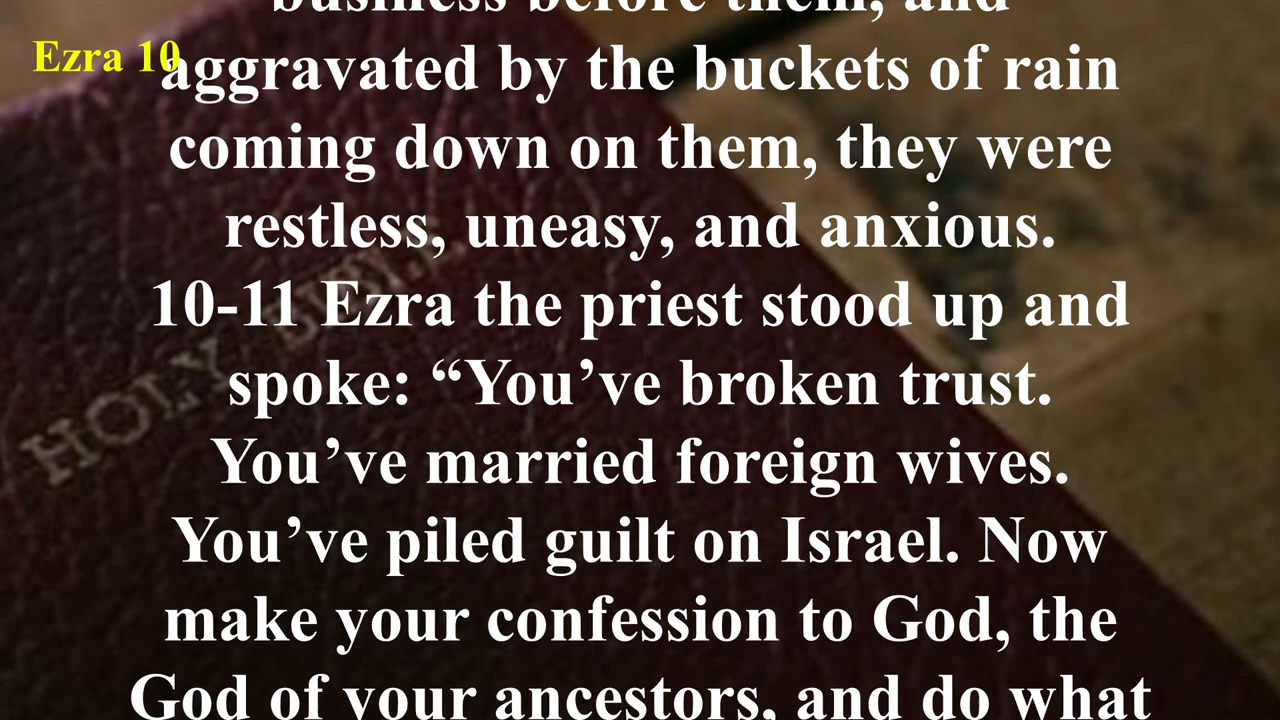 business before them, and
Ezra 10
aggravated by the buckets of rain
coming down on them, they were
restless, uneasy, and anxious.
10-11 Ezra the priest stood up and
spoke: “You’ve broken trust.
You’ve married foreign wives.
You’ve piled guilt on Israel. Now
make your confession to God, the
God of your ancestors, and do what
HOLY BIBLE